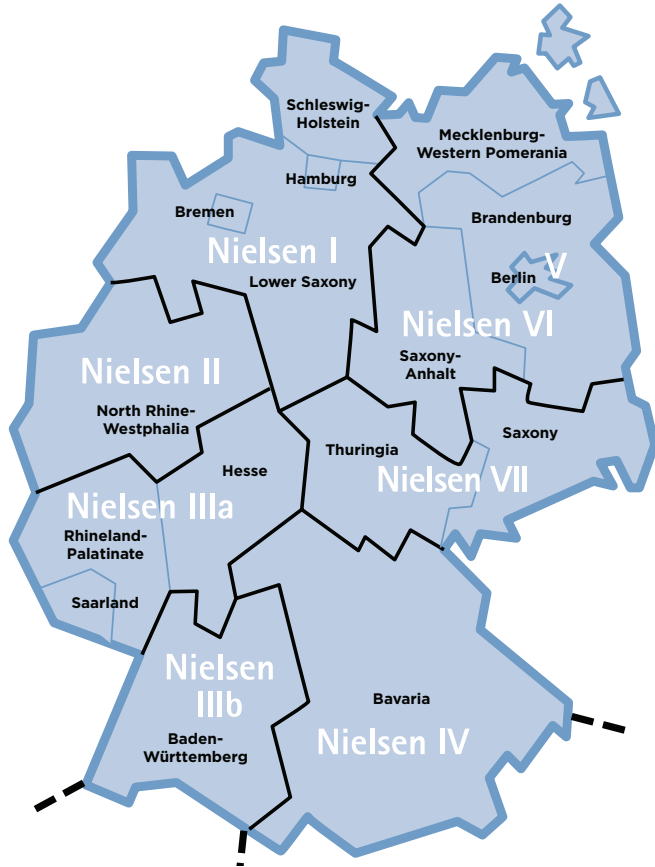 Schleswig-
Holstein
Mecklenburg-
Western Pomerania
Hamburg
Bremen
Brandenburg
Nielsen I
Lower Saxony
Berlin
V
Nielsen VI
Saxony-
Anhalt
Nielsen II
North Rhine-
Westphalia
Thuringia
Saxony
Hesse
Nielsen VII
Nielsen IIIa
Rhineland-
Palatinate
Saarland
Nielsen
IIIb
Baden-
Württemberg
Bavaria
Nielsen IV